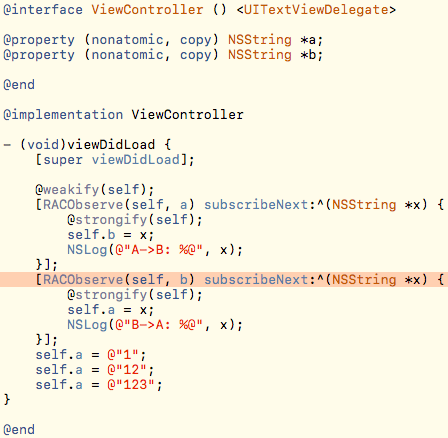 @interface ViewController () <UITextViewDelegate>
@property (nonatomic, copy) NSString *a;
@property (nonatomic, copy) NSString *b;
@end
@implementation ViewController
- (void)viewDidLoad {
[super viewDidLoad];
@weakify(self);
[RACObserve(self, a) subscribeNext:^(NSString *x) {
@strongify(self);
self.b = x;
NSLog(@"A->B: %@", x);
}];
[RACObserve(self, b) subscribeNext:^(NSString *x) {
@strongify(self);
self.a = x;
NSLog(@"B->A: %@", x);
}];
self.a = @"1";
self.a = @"12";
self.a = @"123";
}
@end